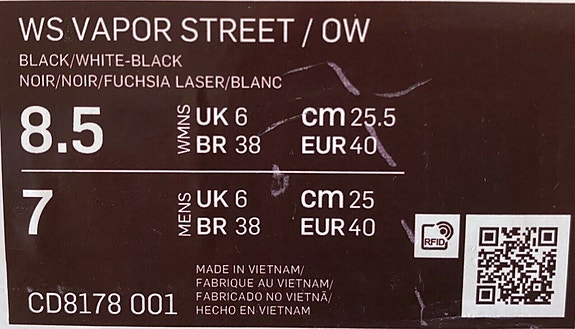 WS VAPOR STREET / OW
BLACK/WHITE-BLACK
NOIR/NOIR/FUCHSIA LASER/BLANC
8.5 WMNS UK 6 cm 25.5
BR 38 EUR 40
7 MENS UK 6 cm 25
BR 38 EUR 40
RFID
MADE IN VIETNAM/
FABRIQUE AU VIETNAM/
FABRICADO NO VIETNÃ/
HECHO EN VIETNAM
CD8178 001